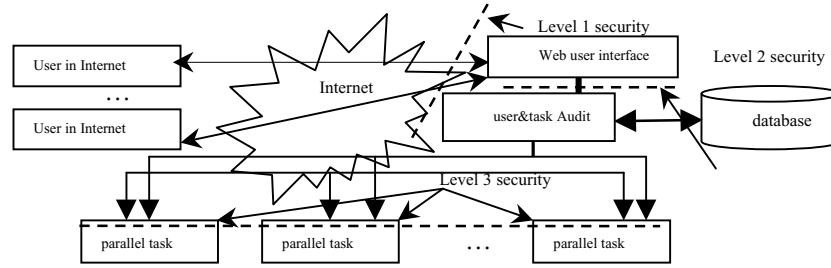 Level 1 security
Web user interface
Level 2 security
User in Internet
Internet
...
User in Internet
user&task Audit
database
Level 3 security
parallel task
parallel task
...
parallel task